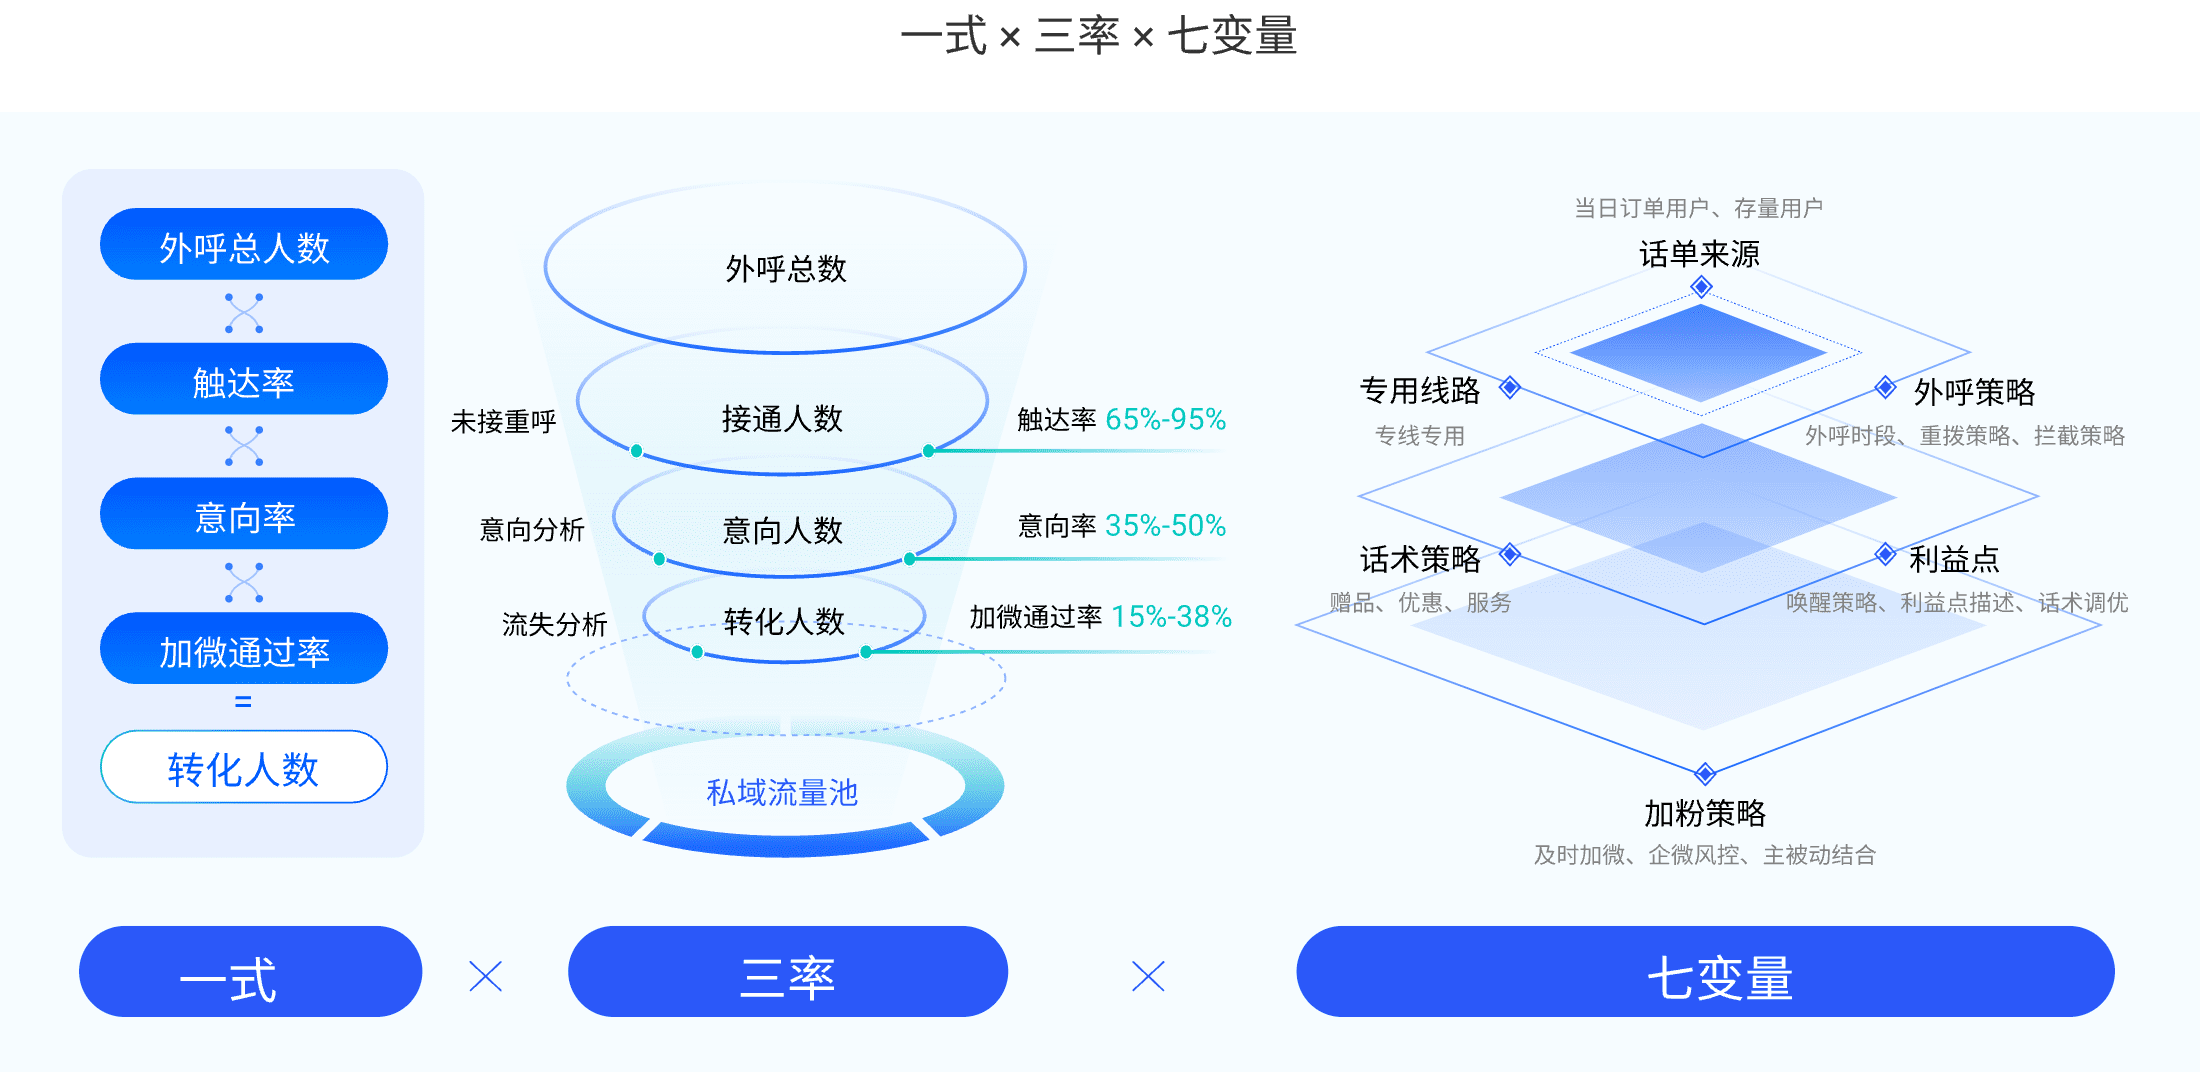 一式 × 三率 × 七变量
外呼总人数
触达率
意向率
加微通过率
=
转化人数
外呼总数
接通人数
意向人数
转化人数
私域流量池
未接重呼
意向分析
流失分析
触达率 65%-95%
意向率 35%-50%
加微通过率 15%-38%
当日订单用户、存量用户
话单来源
专用线路
专线专用
外呼策略
外呼时段、重拨策略、拦截策略
话术策略
赠品、优惠、服务
利益点
唤醒策略、利益点描述、话术调优
加粉策略
及时加微、企微风控、主被动结合
一式
三率
七变量